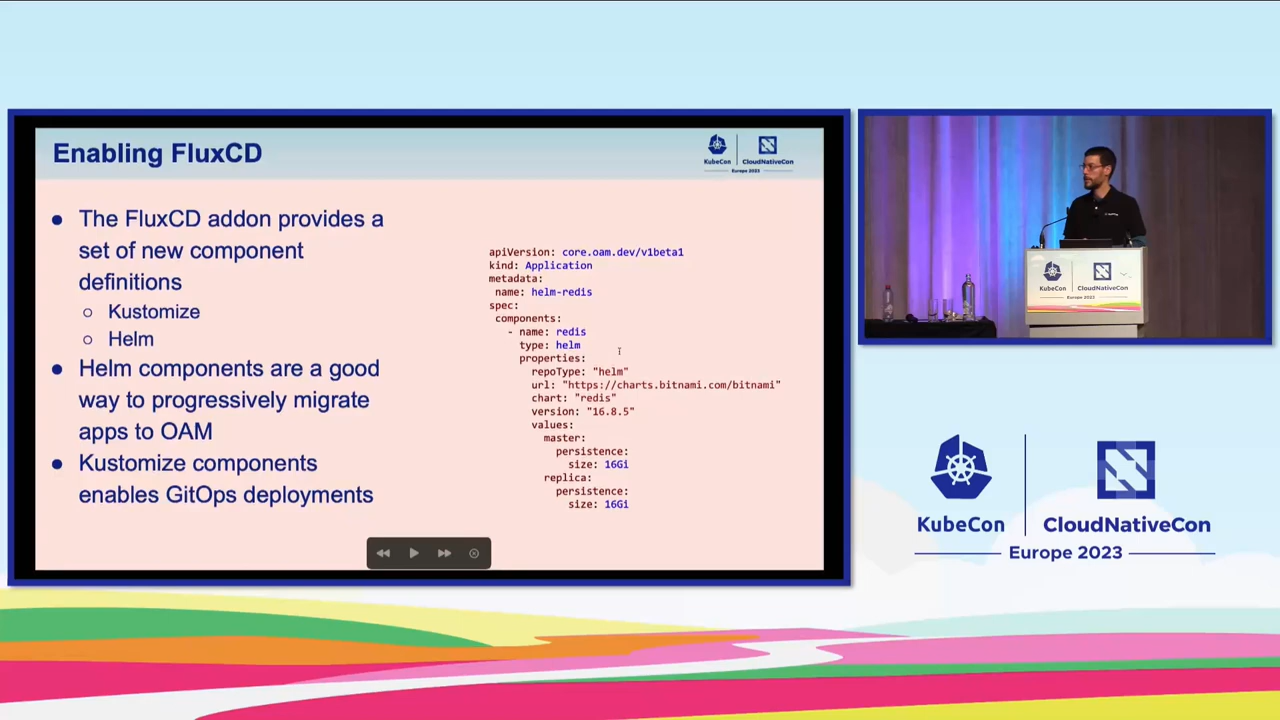 Enabling FluxCD
KubeCon
CloudNativeCon
Europe 2023
● The FluxCD addon provides a
set of new component
definitions
○ Kustomize
○ Helm
● Helm components are a good
way to progressively migrate
apps to OAM
● Kustomize components
enables GitOps deployments
apiVersion: core.oam.dev/v1beta1
kind: Application
metadata:
name: helm-redis
spec:
components:
- name: redis
type: helm
properties:
repoType: "helm"
url: "https://charts.bitnami.com/bitnami"
chart: "redis"
version: "16.8.5"
values:
master:
persistence:
size: 16Gi
replica:
persistence:
size: 16Gi
KubeCon
CloudNativeCon
Europe 2023
KubeCon
CloudNativeCon
Europe 2023